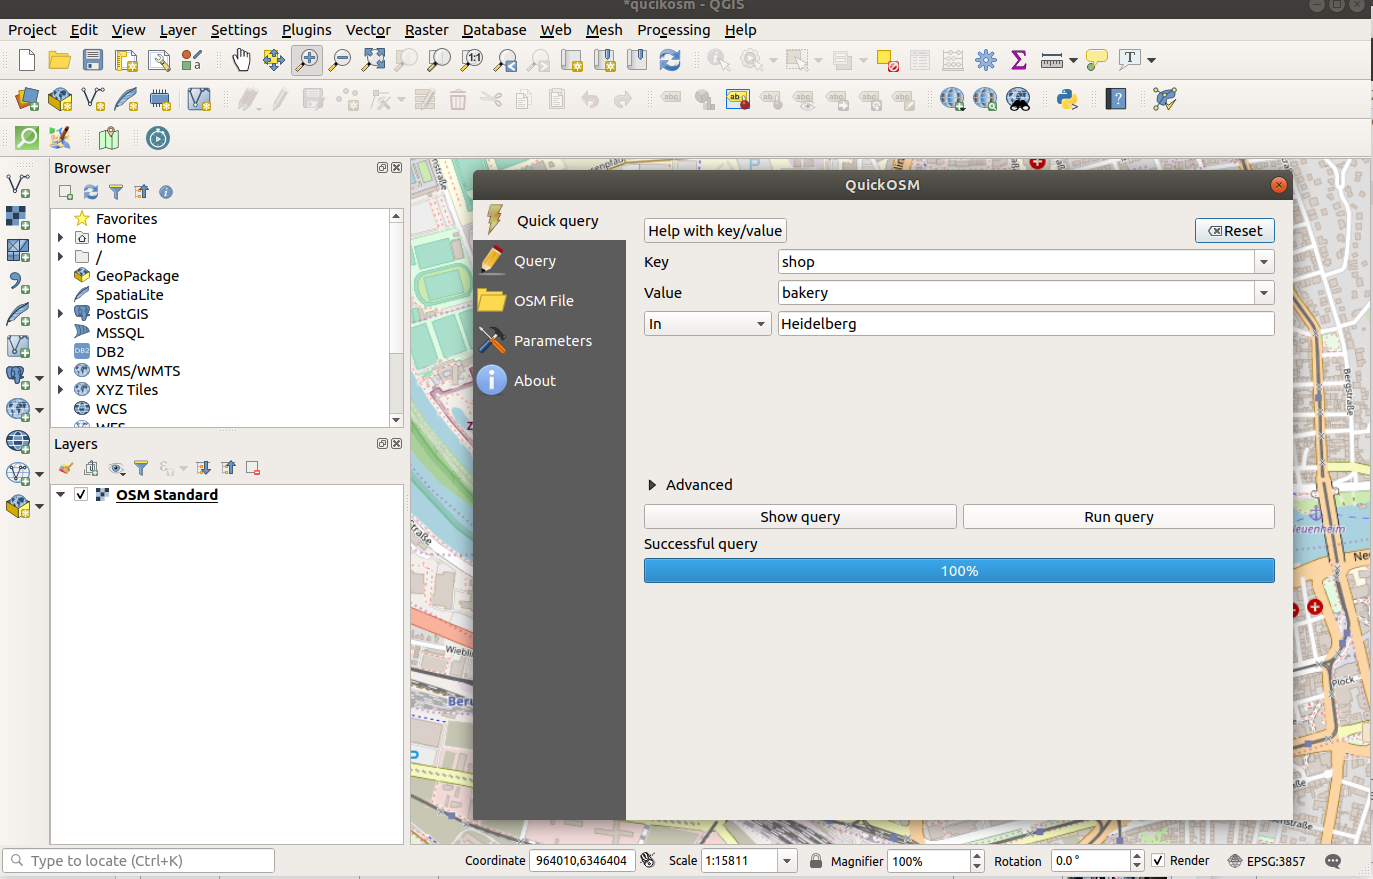 *qucikosm - QGIS
Project Edit View Layer Settings Plugins Vector Raster Database Web Mesh Processing Help
Browser
Favorites
Home
/
GeoPackage
SpatiaLite
PostGIS
MSSQL
DB2
WMS/WMTS
XYZ Tiles
WCS
WFS
Layers
OSM Standard
QuickOSM
Quick query
Query
OSM File
Parameters
About
Help with key/value
Reset
Key
shop
Value
bakery
In
Heidelberg
Advanced
Show query
Run query
Successful query
100%
Bergstraße
Neuenheim
Plöck
Type to locate (Ctrl+K)
Coordinate 964010,6346404 Scale 1:15811 Magnifier 100% Rotation 0.0 ° Render EPSG:3857